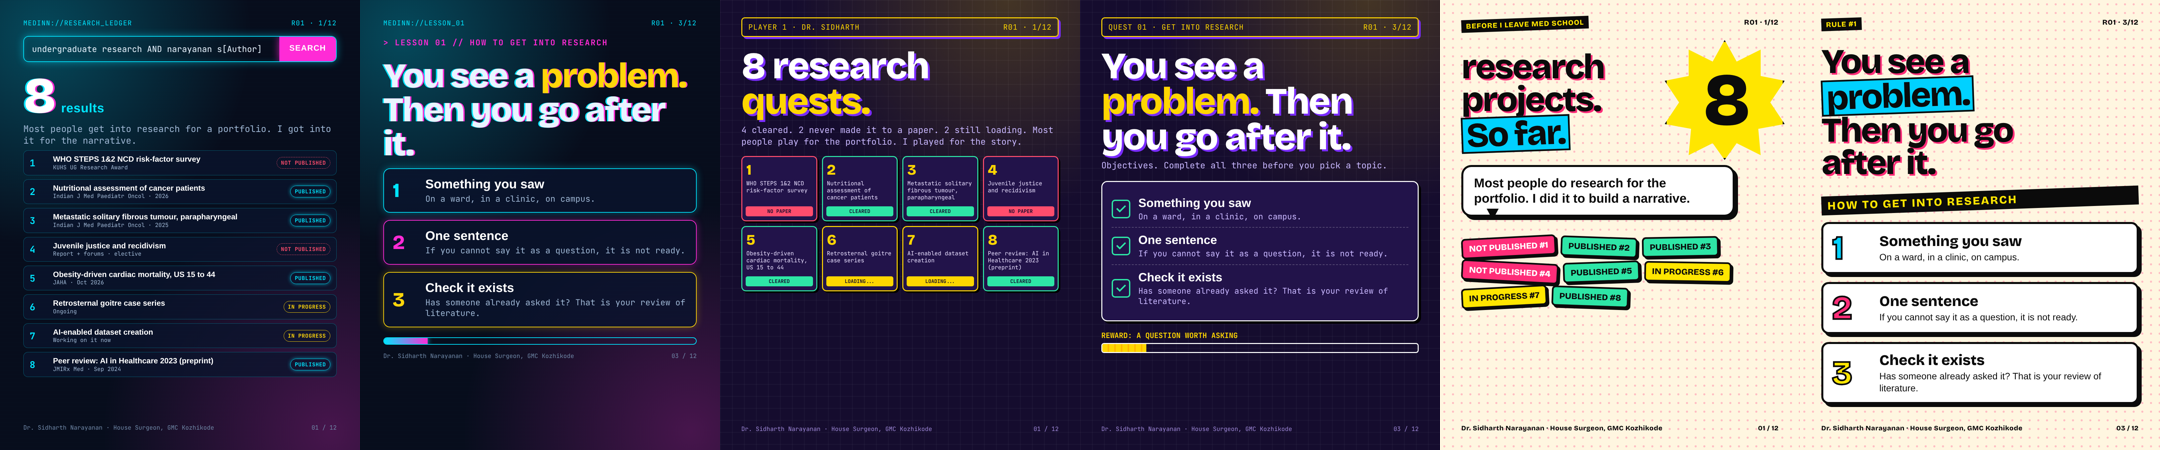 MEDINN://RESEARCH_LEDGER
R01 · 1/12
undergraduate research AND narayanan s[Author]
SEARCH
8 results
Most people get into research for a portfolio. I got into
it for the narrative.
1
WHO STEPS 1&2 NCD risk-factor survey
KUHS UG Research Award
NOT PUBLISHED
2
Nutritional assessment of cancer patients
Indian J Med Paediatr Oncol · 2026
PUBLISHED
3
Metastatic solitary fibrous tumour, parapharyngeal
Indian J Med Paediatr Oncol · 2025
PUBLISHED
4
Juvenile justice and recidivism
Report + forums · elective
NOT PUBLISHED
5
Obesity-driven cardiac mortality, US 15 to 44
JAHA · Oct 2026
PUBLISHED
6
Retrosternal goitre case series
Ongoing
IN PROGRESS
7
AI-enabled dataset creation
Working on it now
IN PROGRESS
8
Peer review: AI in Healthcare 2023 (preprint)
JMIRx Med · Sep 2024
PUBLISHED
Dr. Sidharth Narayanan · House Surgeon, GMC Kozhikode
01 / 12
MEDINN://LESSON_01
R01 · 3/12
> LESSON 01 // HOW TO GET INTO RESEARCH
You see a problem.
Then you go after
it.
1
Something you saw
On a ward, in a clinic, on campus.
2
One sentence
If you cannot say it as a question, it is not ready.
3
Check it exists
Has someone already asked it? That is your review of
literature.
Dr. Sidharth Narayanan · House Surgeon, GMC Kozhikode
03 / 12
PLAYER 1 · DR. SIDHARTH
R01 · 1/12
8 research
quests.
4 cleared. 2 never made it to a paper. 2 still loading. Most
people play for the portfolio. I played for the story.
1
WHO STEPS 1&2 NCD
risk-factor survey
NO PAPER
2
Nutritional
assessment of
cancer patients
CLEARED
3
Metastatic solitary
fibrous tumour,
parapharyngeal
CLEARED
4
Juvenile justice
and recidivism
NO PAPER
5
Obesity-driven
cardiac mortality,
US 15 to 44
CLEARED
6
Retrosternal goitre
case series
LOADING...
7
AI-enabled dataset
creation
LOADING...
8
Peer review: AI in
Healthcare 2023
(preprint)
CLEARED
Dr. Sidharth Narayanan · House Surgeon, GMC Kozhikode
01 / 12
QUEST 01 · GET INTO RESEARCH
R01 · 3/12
You see a
problem. Then
you go after it.
Objectives. Complete all three before you pick a topic.
Something you saw
On a ward, in a clinic, on campus.
One sentence
If you cannot say it as a question, it is not ready.
Check it exists
Has someone already asked it? That is your review of
literature.
REWARD: A QUESTION WORTH ASKING
Dr. Sidharth Narayanan · House Surgeon, GMC Kozhikode
03 / 12
BEFORE I LEAVE MED SCHOOL
R01 · 1/12
research
projects.
So far.
8
Most people do research for the
portfolio. I did it to build a narrative.
NOT PUBLISHED #1
PUBLISHED #2
PUBLISHED #3
NOT PUBLISHED #4
PUBLISHED #5
IN PROGRESS #6
IN PROGRESS #7
PUBLISHED #8
Dr. Sidharth Narayanan · House Surgeon, GMC Kozhikode
01 / 12
RULE #1
R01 · 3/12
You see a
problem.
Then you go
after it.
HOW TO GET INTO RESEARCH
1
Something you saw
On a ward, in a clinic, on campus.
2
One sentence
If you cannot say it as a question, it is not ready.
3
Check it exists
Has someone already asked it? That is your review of
literature.
Dr. Sidharth Narayanan · House Surgeon, GMC Kozhikode
03 / 12